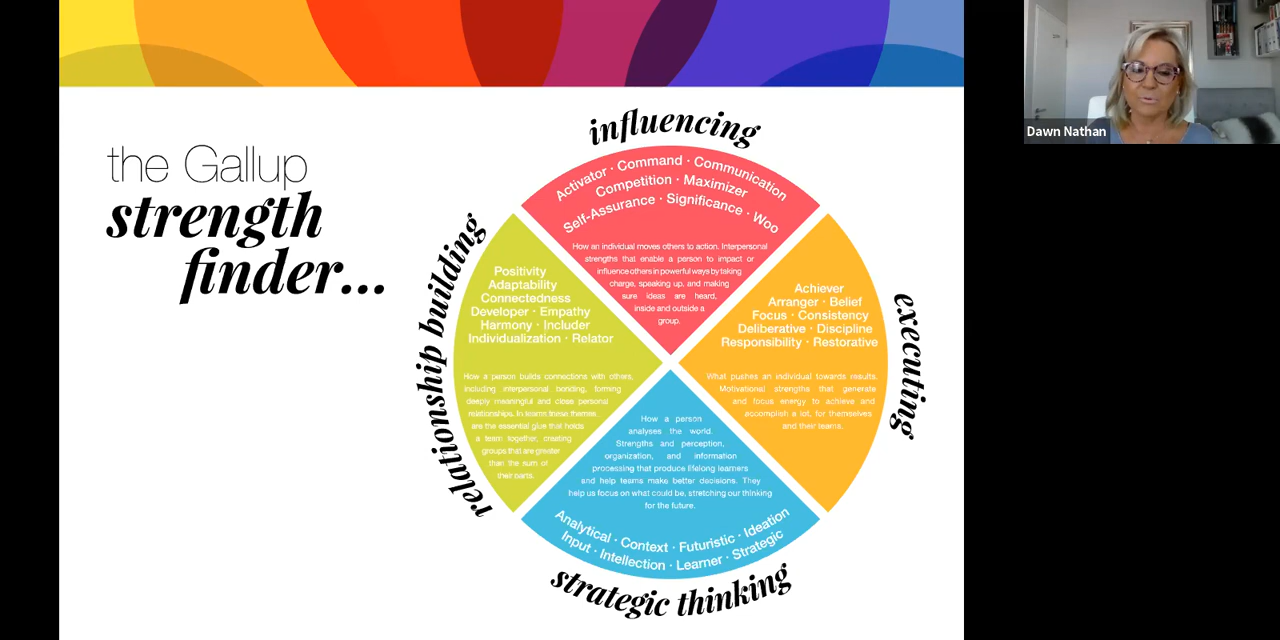 the Gallup
strength
finder...
influencing
Activator · Command · Communication
Competition · Maximizer
Self-Assurance · Significance · Woo
How an individual moves others to action. Interpersonal
strengths that enable a person to impact or
influence others in powerful ways by taking
charge, speaking up, and making
sure ideas are heard,
inside and outside a
group.
relationship building
Positivity
Adaptability
Connectedness
Developer · Empathy
Harmony · Includer
Individualization · Relator
How a person builds connections with others,
including interpersonal bonding, forming
deeply meaningful and close personal
relationships. In teams these themes
are the essential glue that holds
a team together, creating
groups that are greater
than the sum of
their parts.
executing
Achiever
Arranger · Belief
Focus · Consistency
Deliberative · Discipline
Responsibility · Restorative
What pushes an individual towards results.
Motivational strengths that generate
and focus energy to achieve and
accomplish a lot, for themselves
and their teams.
How a person
analyses the world.
Strengths and perception,
organization, and information
processing that produce lifelong learners
and help teams make better decisions. They
help us focus on what could be, stretching our thinking
for the future.
Analytical · Context · Futuristic · Ideation
Input · Intellection · Learner · Strategic
strategic thinking
Dawn Nathan